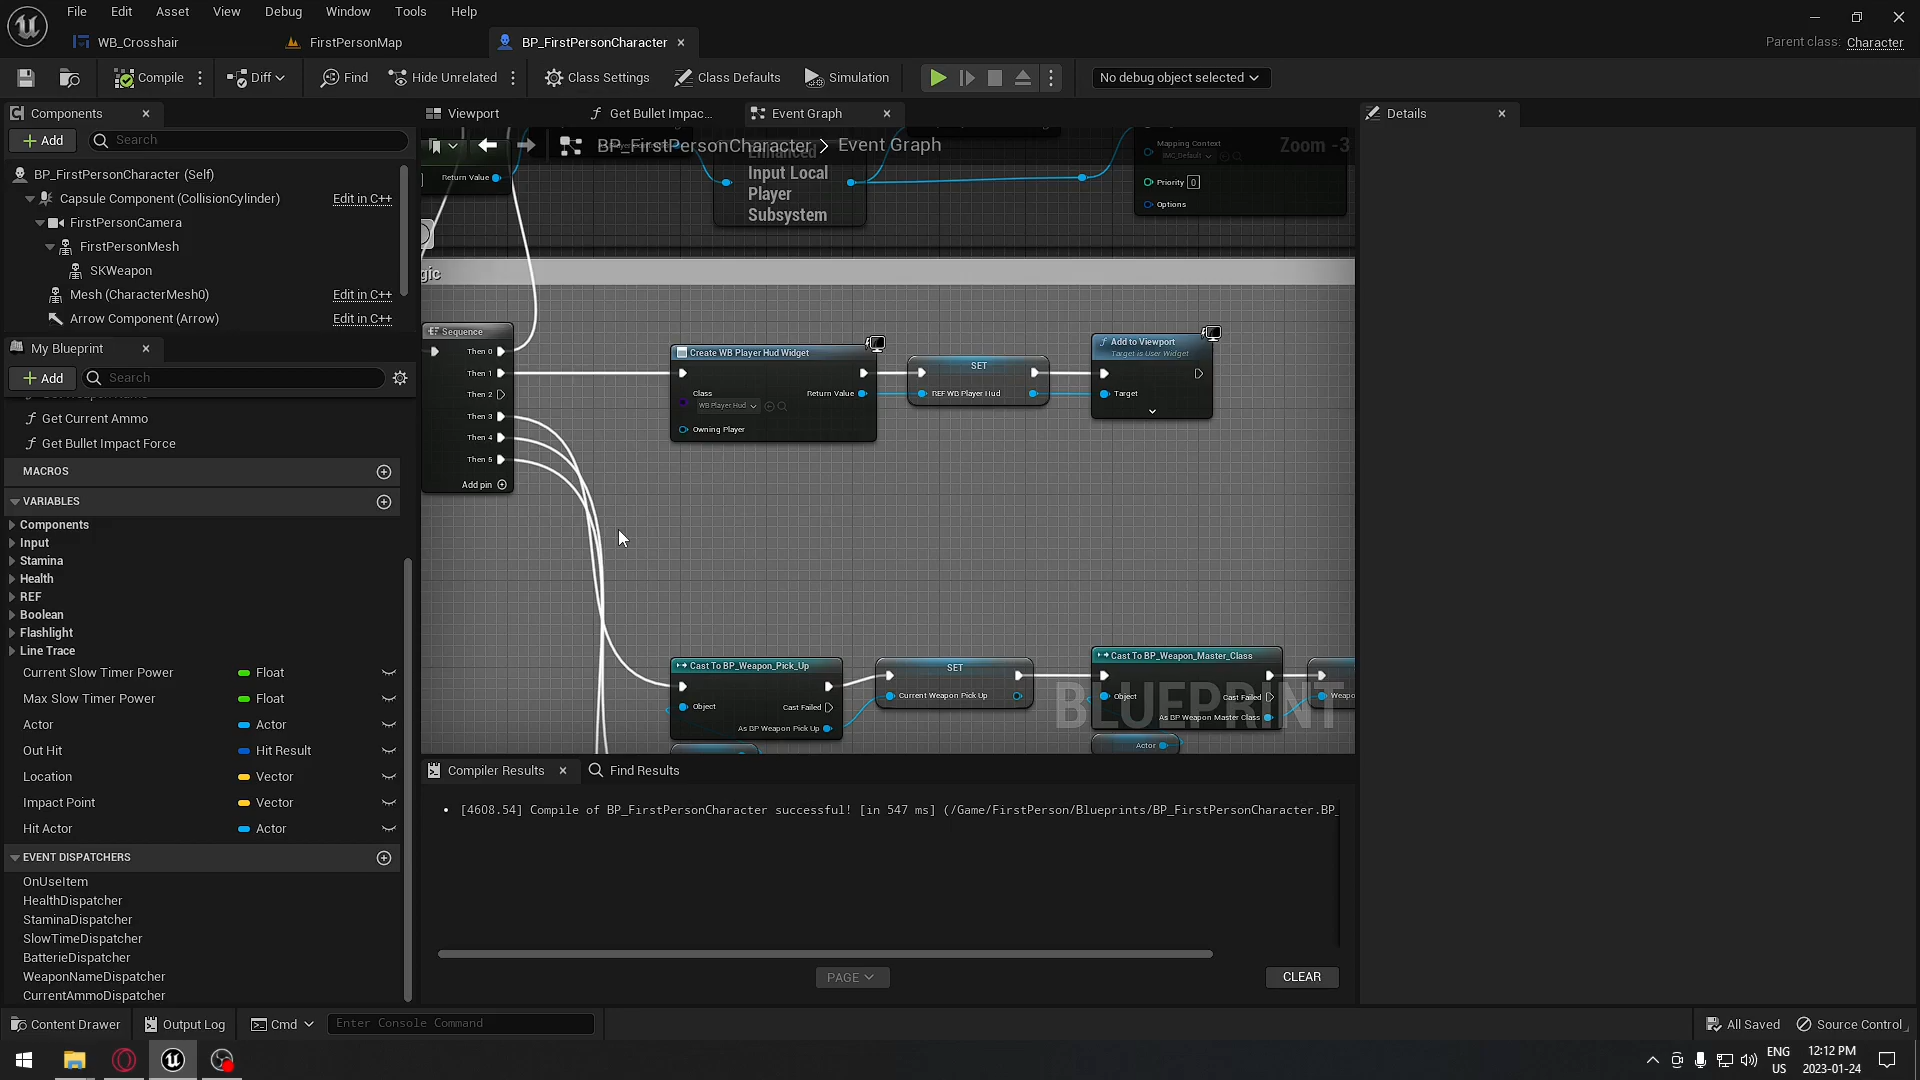 File Edit Asset View Debug Window Tools Help
WB_Crosshair FirstPersonMap BP_FirstPersonCharacter
Parent class: Character
Compile Diff Find Hide Unrelated Class Settings Class Defaults Simulation No debug object selected
Components
Add Search
BP_FirstPersonCharacter (Self)
Capsule Component (CollisionCylinder) Edit in C++
FirstPersonCamera
FirstPersonMesh
SKWeapon
Mesh (CharacterMesh0) Edit in C++
Arrow Component (Arrow) Edit in C++
My Blueprint
Add Search
Get Current Ammo
Get Bullet Impact Force
MACROS
VARIABLES
Components
Input
Stamina
Health
REF
Boolean
Flashlight
Line Trace
Current Slow Timer Power Float
Max Slow Timer Power Float
Actor Actor
Out Hit Hit Result
Location Vector
Impact Point Vector
Hit Actor Actor
EVENT DISPATCHERS
OnUseItem
HealthDispatcher
StaminaDispatcher
SlowTimeDispatcher
BatterieDispatcher
WeaponNameDispatcher
CurrentAmmoDispatcher
Viewport Get Bullet Impac... Event Graph
BP_FirstPersonCharacter > Event Graph
Zoom -3
Return Value
Enhanced
Input Local
Player
Subsystem
Mapping Context
IMC_Default
Priority 0
Options
gic
Sequence
Then 0
Then 1
Then 2
Then 3
Then 4
Then 5
Add pin
Create WB Player Hud Widget
Class
WB Player Hud
Return Value
Owning Player
SET
REF WB Player Hud
Add to Viewport
Target is User Widget
Target
Cast To BP_Weapon_Pick_Up
Object
Cast Failed
As BP Weapon Pick Up
SET
Current Weapon Pick Up
Cast To BP_Weapon_Master_Class
Object
Cast Failed
As BP Weapon Master Class
Actor
Weapo
BLUEPRINT
Compiler Results Find Results
[4608.54] Compile of BP_FirstPersonCharacter successful! [in 547 ms] (/Game/FirstPerson/Blueprints/BP_FirstPersonCharacter.BP_
PAGE
CLEAR
Details
Content Drawer Output Log Cmd Enter Console Command All Saved Source Control
ENG
US
12:12 PM
2023-01-24